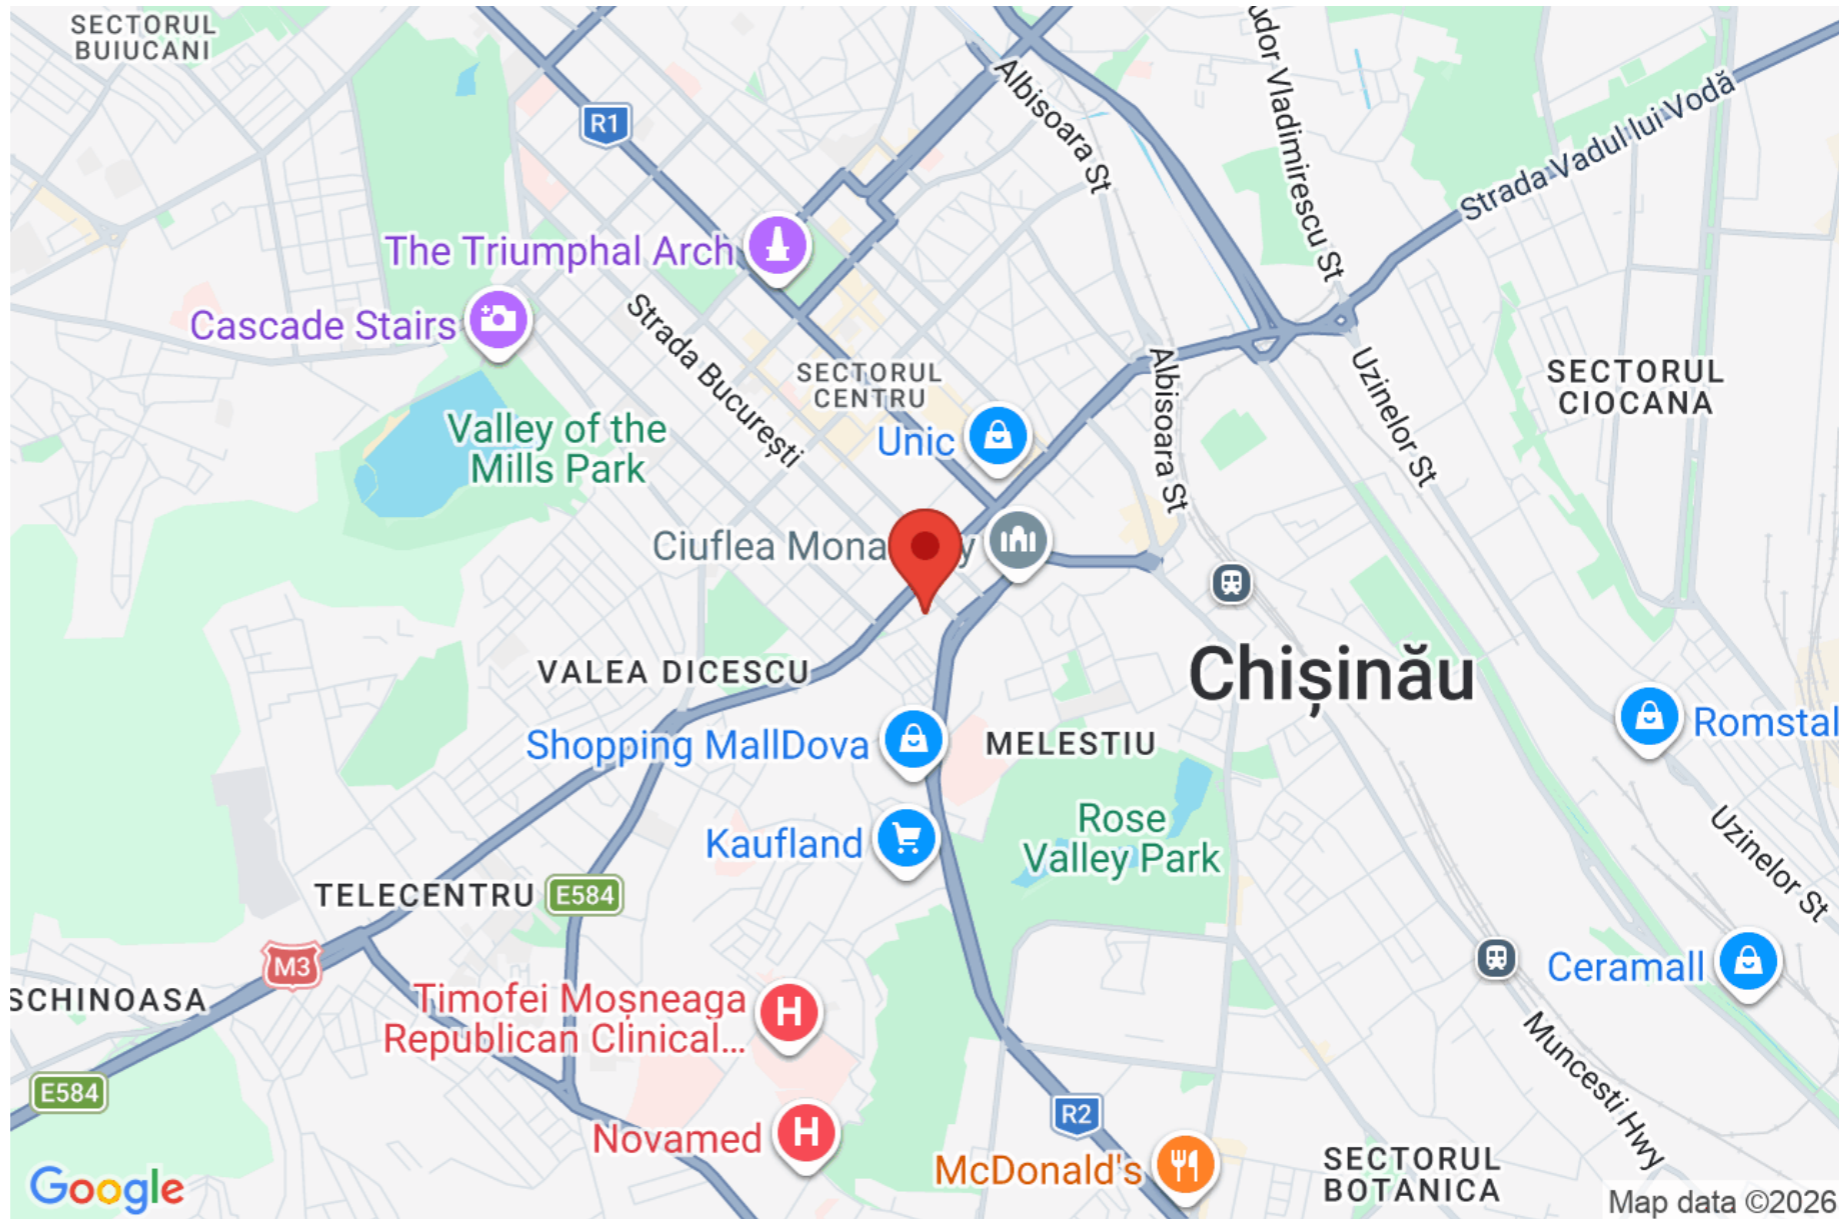 SECTORUL
BUIUCANI
R1
Albisoara St
udor Vladimirescu St
Strada Vadul lui Vodă
The Triumphal Arch
Cascade Stairs
Strada București
SECTORUL
CENTRU
Albisoara St
Uzinelor St
SECTORUL
CIOCANA
Valley of the
Mills Park
Unic
Ciuflea Mona y
VALEA DICESCU
Chișinău
Shopping MallDova
MELESTIU
Romstal
Kaufland
Rose
Valley Park
Uzinelor St
TELECENTRU
E584
M3
Ceramall
SCHINOASA
Timofei Moșneaga
Republican Clinical...
H
Muncesti Hwy
E584
R2
Novamed
H
McDonald's
SECTORUL
BOTANICA
Google
Map data ©2026